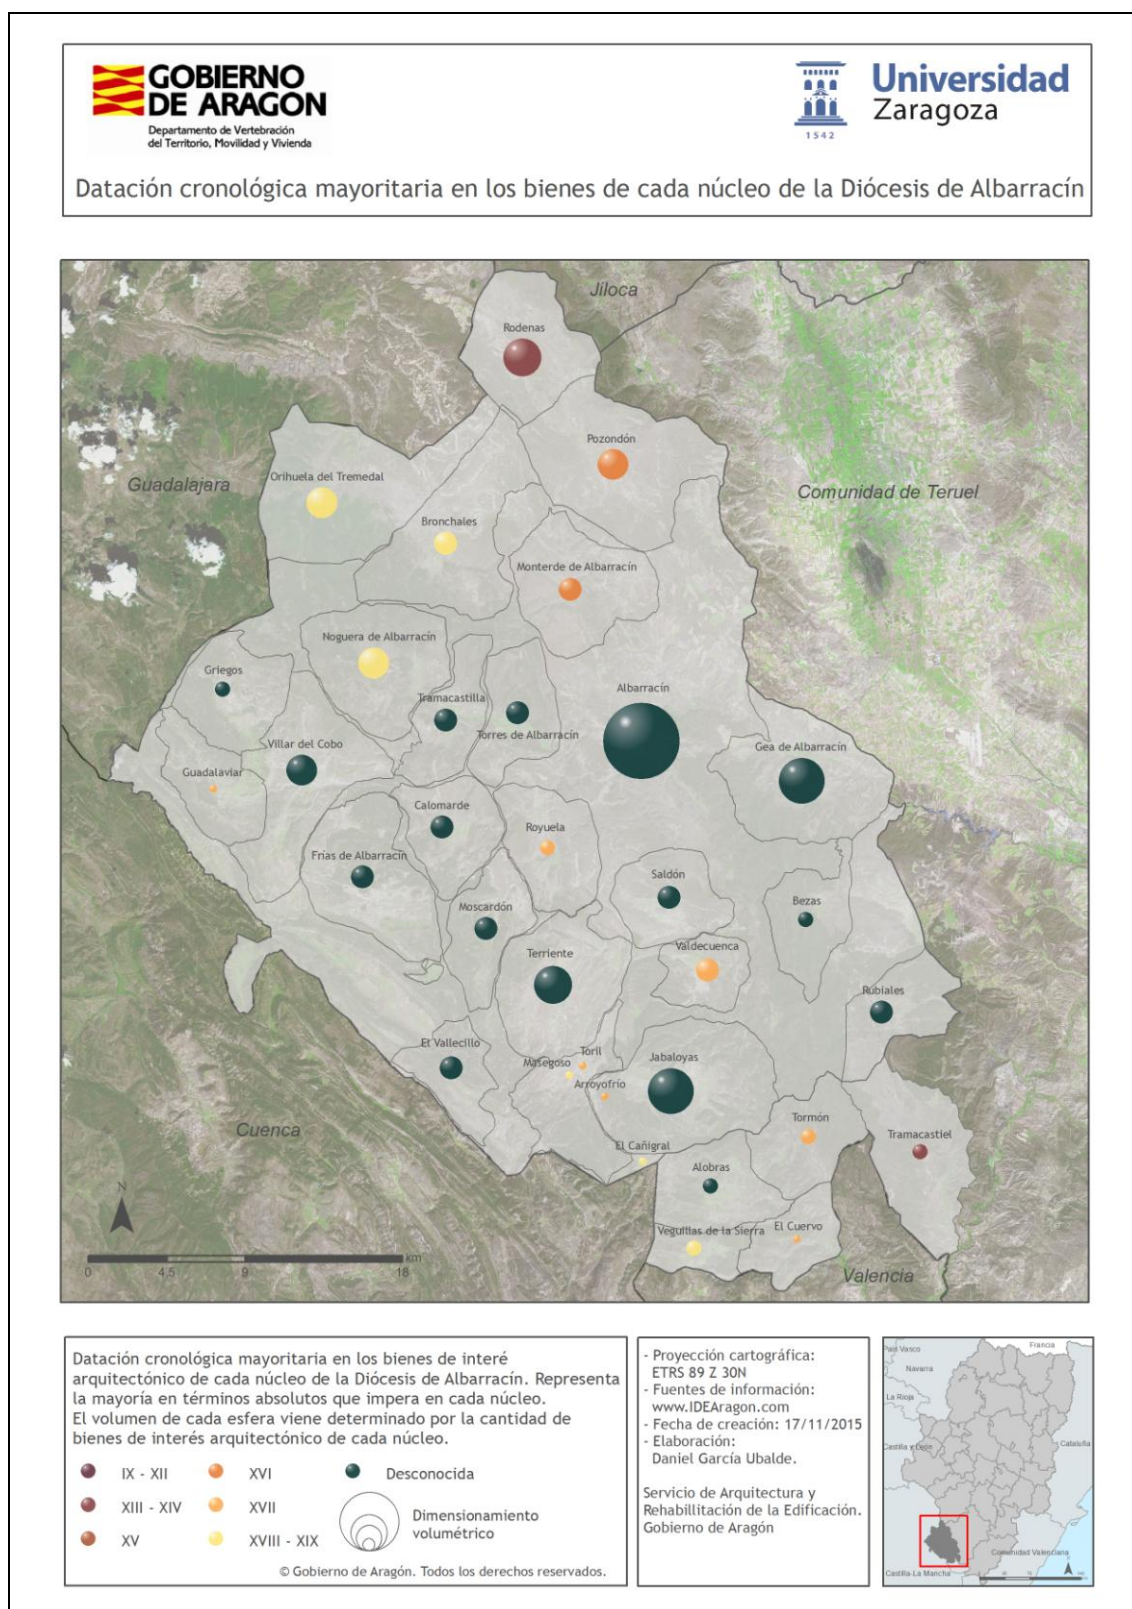 GOBIERNO
DE ARAGON
Departamento de Vertebración
del Territorio, Movilidad y Vivienda
Universidad
Zaragoza
1542
Datación cronológica mayoritaria en los bienes de cada núcleo de la Diócesis de Albarracín
Jiloca
Rodenas
Pozondón
Orihuela del Tremedal
Guadalajara
Comunidad de Teruel
Bronchales
Monterde de Albarracín
Noguera de Albarracín
Griegos
Tramacastilla
Albarracín
Torres de Albarracín
Villar del Cobo
Gea de Albarracín
Guadalaviar
Calomarde
Royuela
Frías de Albarracín
Saldón
Bezas
Moscardón
Valdecuenca
Terriente
Rubiales
El Vallecillo
Toril
Masegoso
Jabaloyas
Arroyofrío
Tormón
Cuenca
Tramacastiel
El Cañigral
Alobras
N
Veguillas de la Sierra
El Cuervo
km
0 4,5 9 18
Valencia
Datación cronológica mayoritaria en los bienes de interé
arquitectónico de cada núcleo de la Diócesis de Albarracín. Representa
la mayoría en términos absolutos que impera en cada núcleo.
El volumen de cada esfera viene determinado por la cantidad de
bienes de interés arquitectónico de cada núcleo.
IX - XII
XVI
Desconocida
XIII - XIV
XVII
Dimensionamiento
volumétrico
XV
XVIII - XIX
© Gobierno de Aragón. Todos los derechos reservados.
- Proyección cartográfica:
ETRS 89 Z 30N
- Fuentes de información:
www.IDEAragon.com
- Fecha de creación: 17/11/2015
- Elaboración:
Daniel García Ubalde.
Servicio de Arquitectura y
Rehabillitación de la Edificación.
Gobierno de Aragón
País Vasco
Francia
Navarra
La Rioja
Castilla y León
Cataluña
Comunidad Valenciana
Castilla-La Mancha